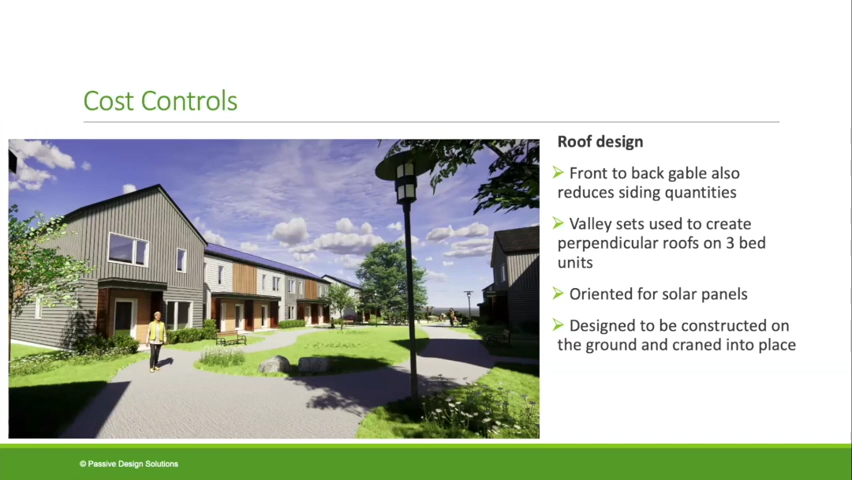 Cost Controls
Roof design
Front to back gable also
reduces siding quantities
Valley sets used to create
perpendicular roofs on 3 bed
units
Oriented for solar panels
Designed to be constructed on
the ground and craned into place
© Passive Design Solutions